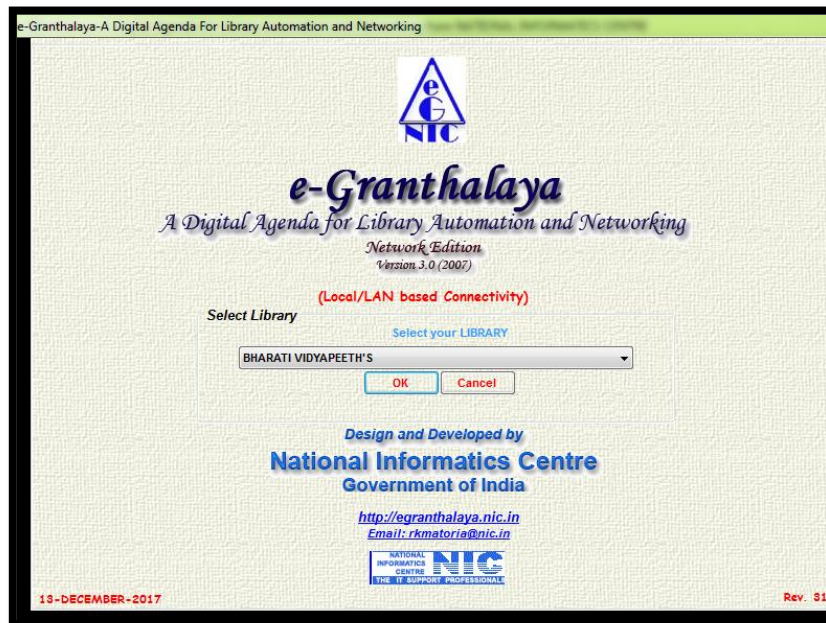 e-Granthalaya-A Digital Agenda For Library Automation and Networking
e
G
NIC
e-Granthalaya
A Digital Agenda for Library Automation and Networking
Network Edition
Version 3.0 (2007)
(Local/LAN based Connectivity)
Select Library
Select your LIBRARY
BHARATI VIDYAPEETH'S
OK Cancel
Design and Developed by
National Informatics Centre
Government of India
http://egranthalaya.nic.in
Email: rkmatoria@nic.in
NATIONAL
INFORMATICS
CENTRE
NIC
THE IT SUPPORT PROFESSIONALS
13-DECEMBER-2017 Rev. 31